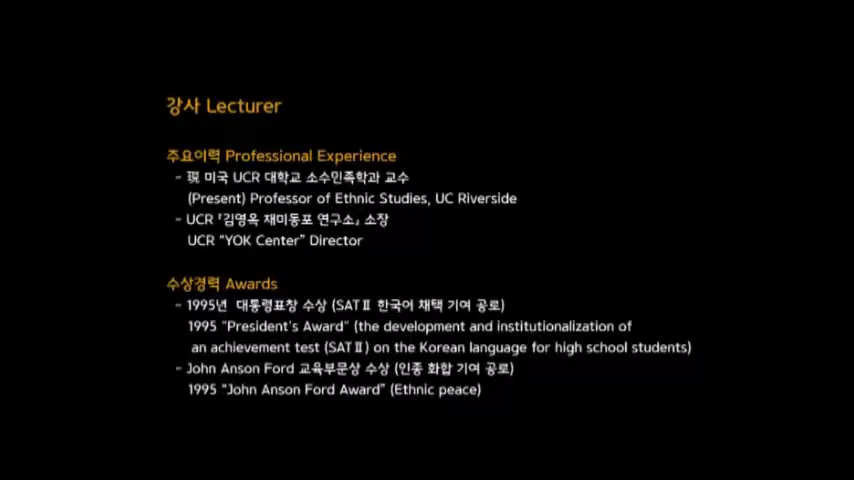 강사 Lecturer
주요이력 Professional Experience
- 現 미국 UCR 대학교 소수민족학과 교수
(Present) Professor of Ethnic Studies, UC Riverside
- UCR 『김영옥 재미동포 연구소』 소장
UCR “YOK Center” Director
수상경력 Awards
- 1995년 대통령표창 수상 (SATⅡ 한국어 채택 기여 공로)
1995 “President's Award” (the development and institutionalization of
an achievement test (SATⅡ) on the Korean language for high school students)
- John Anson Ford 교육부문상 수상 (인종 화합 기여 공로)
1995 “John Anson Ford Award” (Ethnic peace)